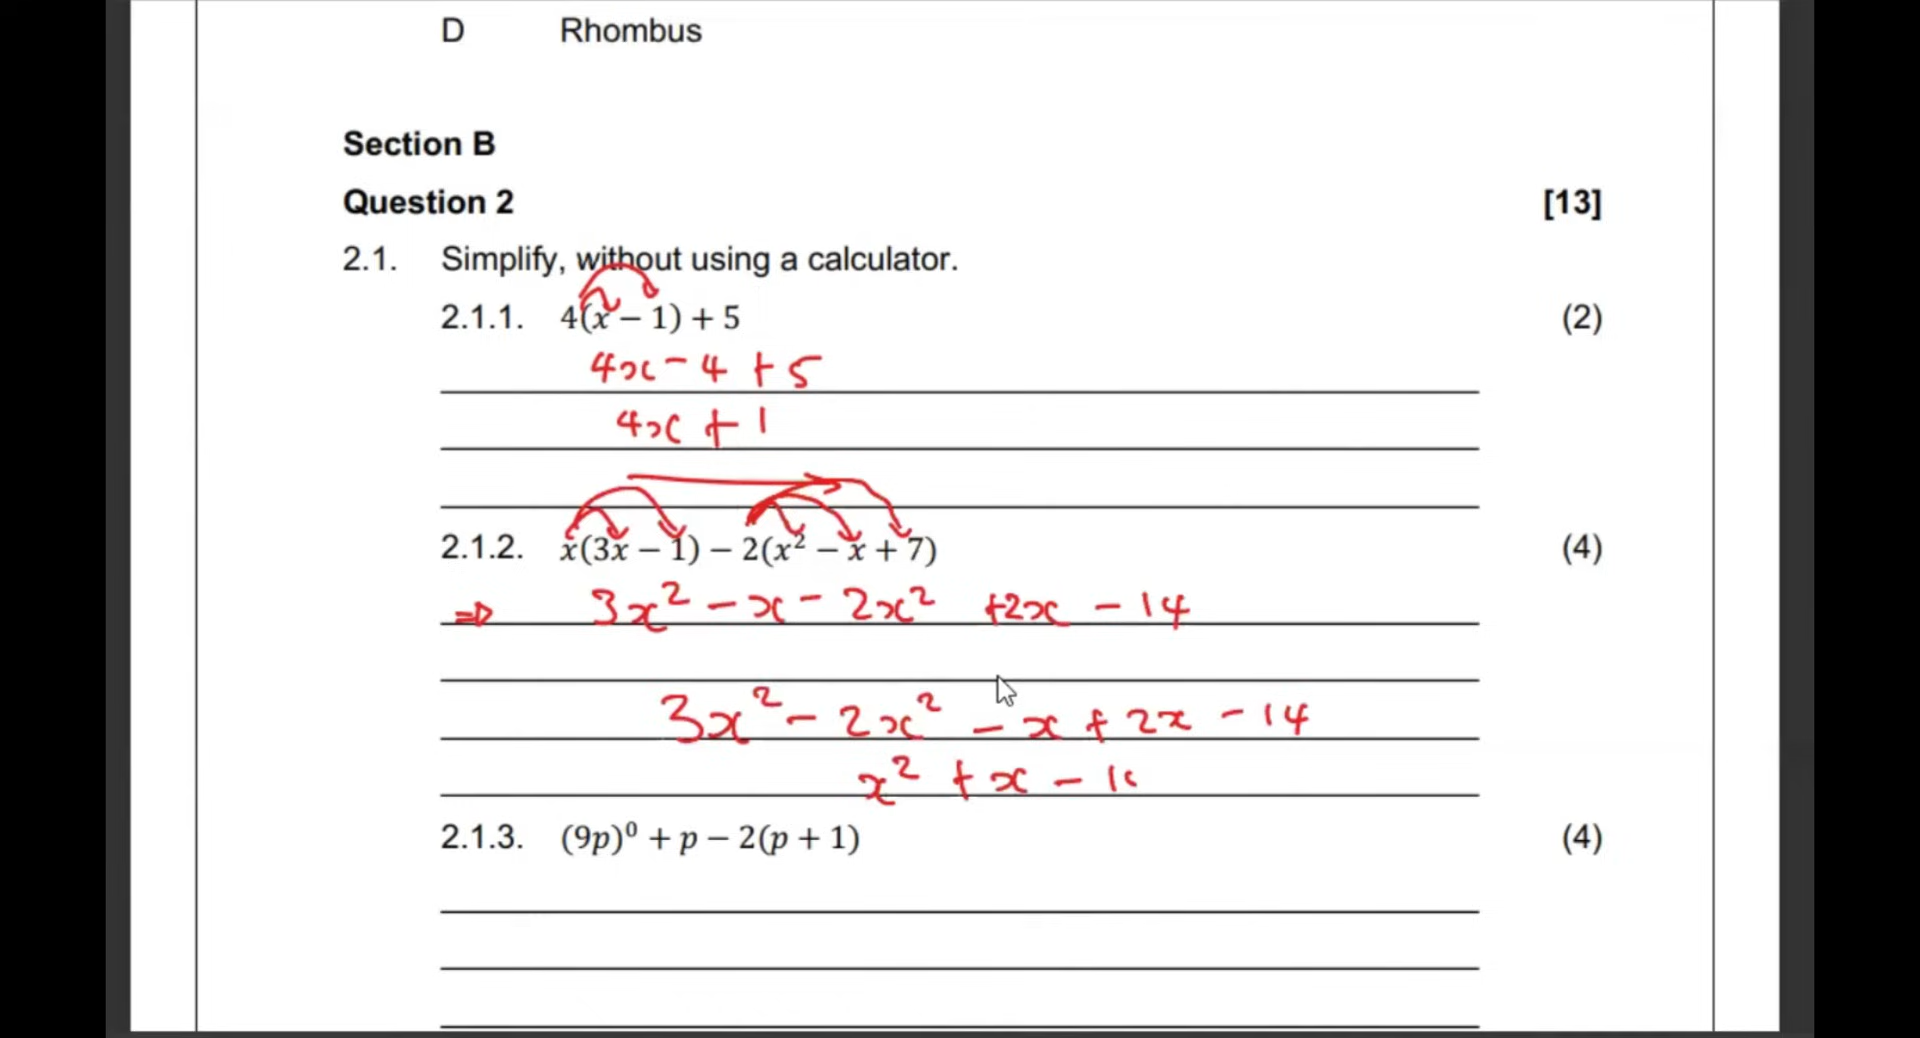 D Rhombus
Section B
Question 2 [13]
2.1. Simplify, without using a calculator.
2.1.1. 4(x − 1) + 5 (2)
4x − 4 + 5
4x + 1
2.1.2. x(3x − 1) − 2(x² − x + 7) (4)
⇒ 3x² − x − 2x² +2x − 14
3x² − 2x² − x + 2x − 14
x² + x − 1
2.1.3. (9p)⁰ + p − 2(p + 1) (4)